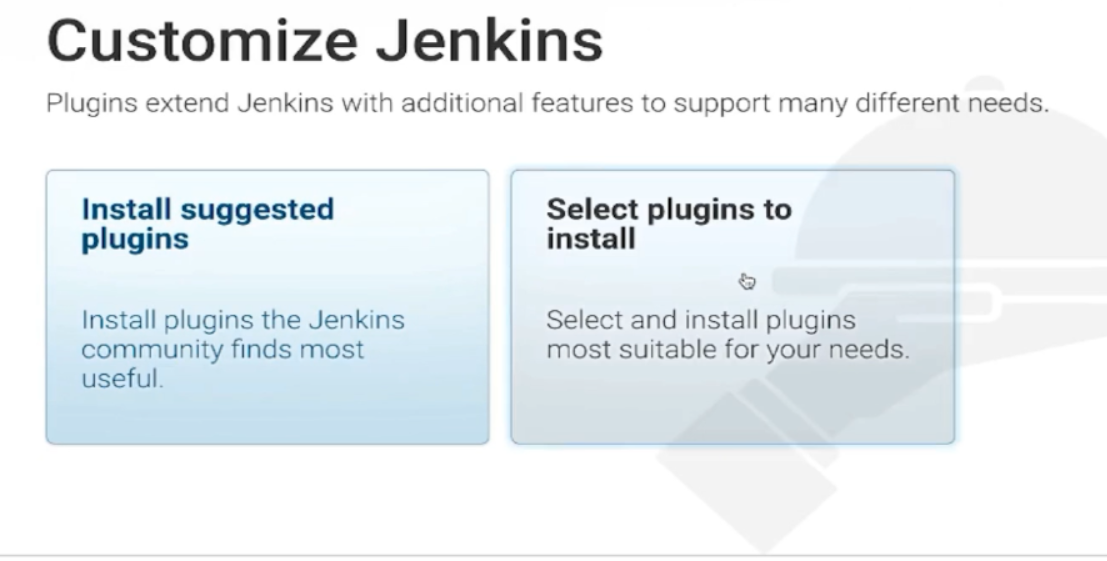 Customize Jenkins
Plugins extend Jenkins with additional features to support many different needs.
Install suggested
plugins
Install plugins the Jenkins
community finds most
useful.
Select plugins to
install
Select and install plugins
most suitable for your needs.